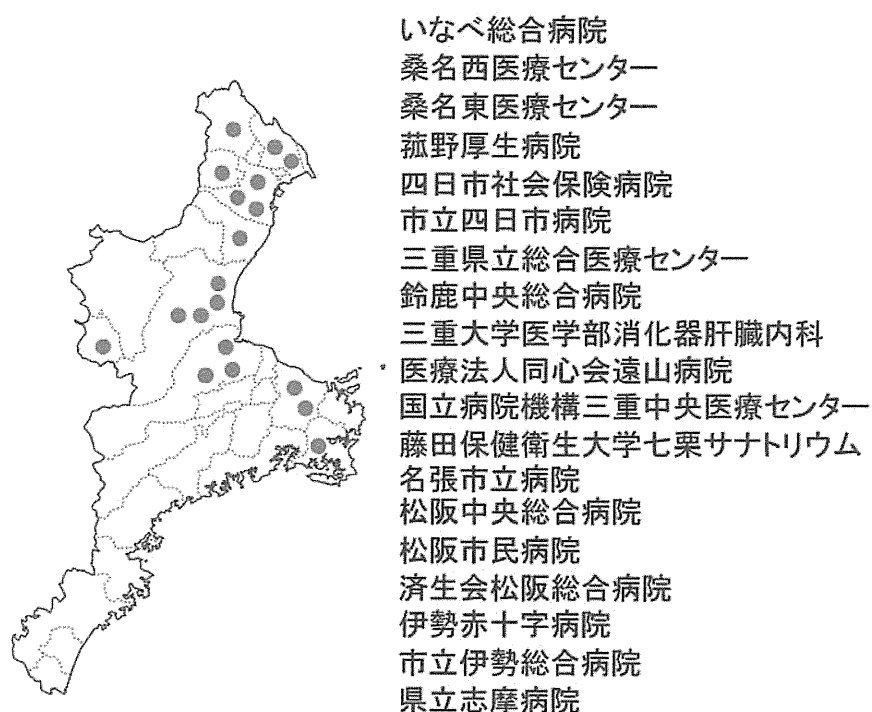 いなべ総合病院
桑名西医療センター
桑名東医療センター
菰野厚生病院
四日市社会保険病院
市立四日市病院
三重県立総合医療センター
鈴鹿中央総合病院
三重大学医学部消化器肝臓内科
医療法人同心会遠山病院
国立病院機構三重中央医療センター
藤田保健衛生大学七栗サナトリウム
名張市立病院
松阪中央総合病院
松阪市民病院
済生会松阪総合病院
伊勢赤十字病院
市立伊勢総合病院
県立志摩病院